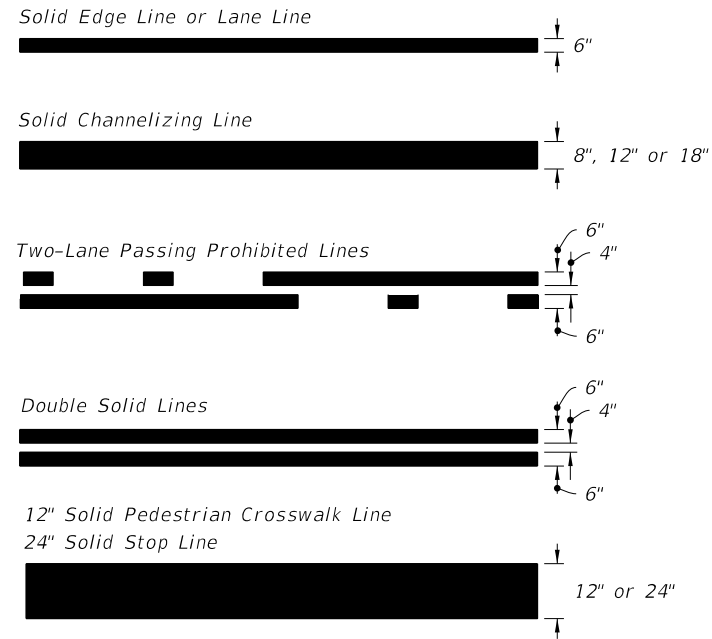 Solid Edge Line or Lane Line
6"
Solid Channelizing Line
8", 12" or 18"
6"
4"
Two-Lane Passing Prohibited Lines
6"
6"
4"
Double Solid Lines
6"
12" Solid Pedestrian Crosswalk Line
24" Solid Stop Line
12" or 24"